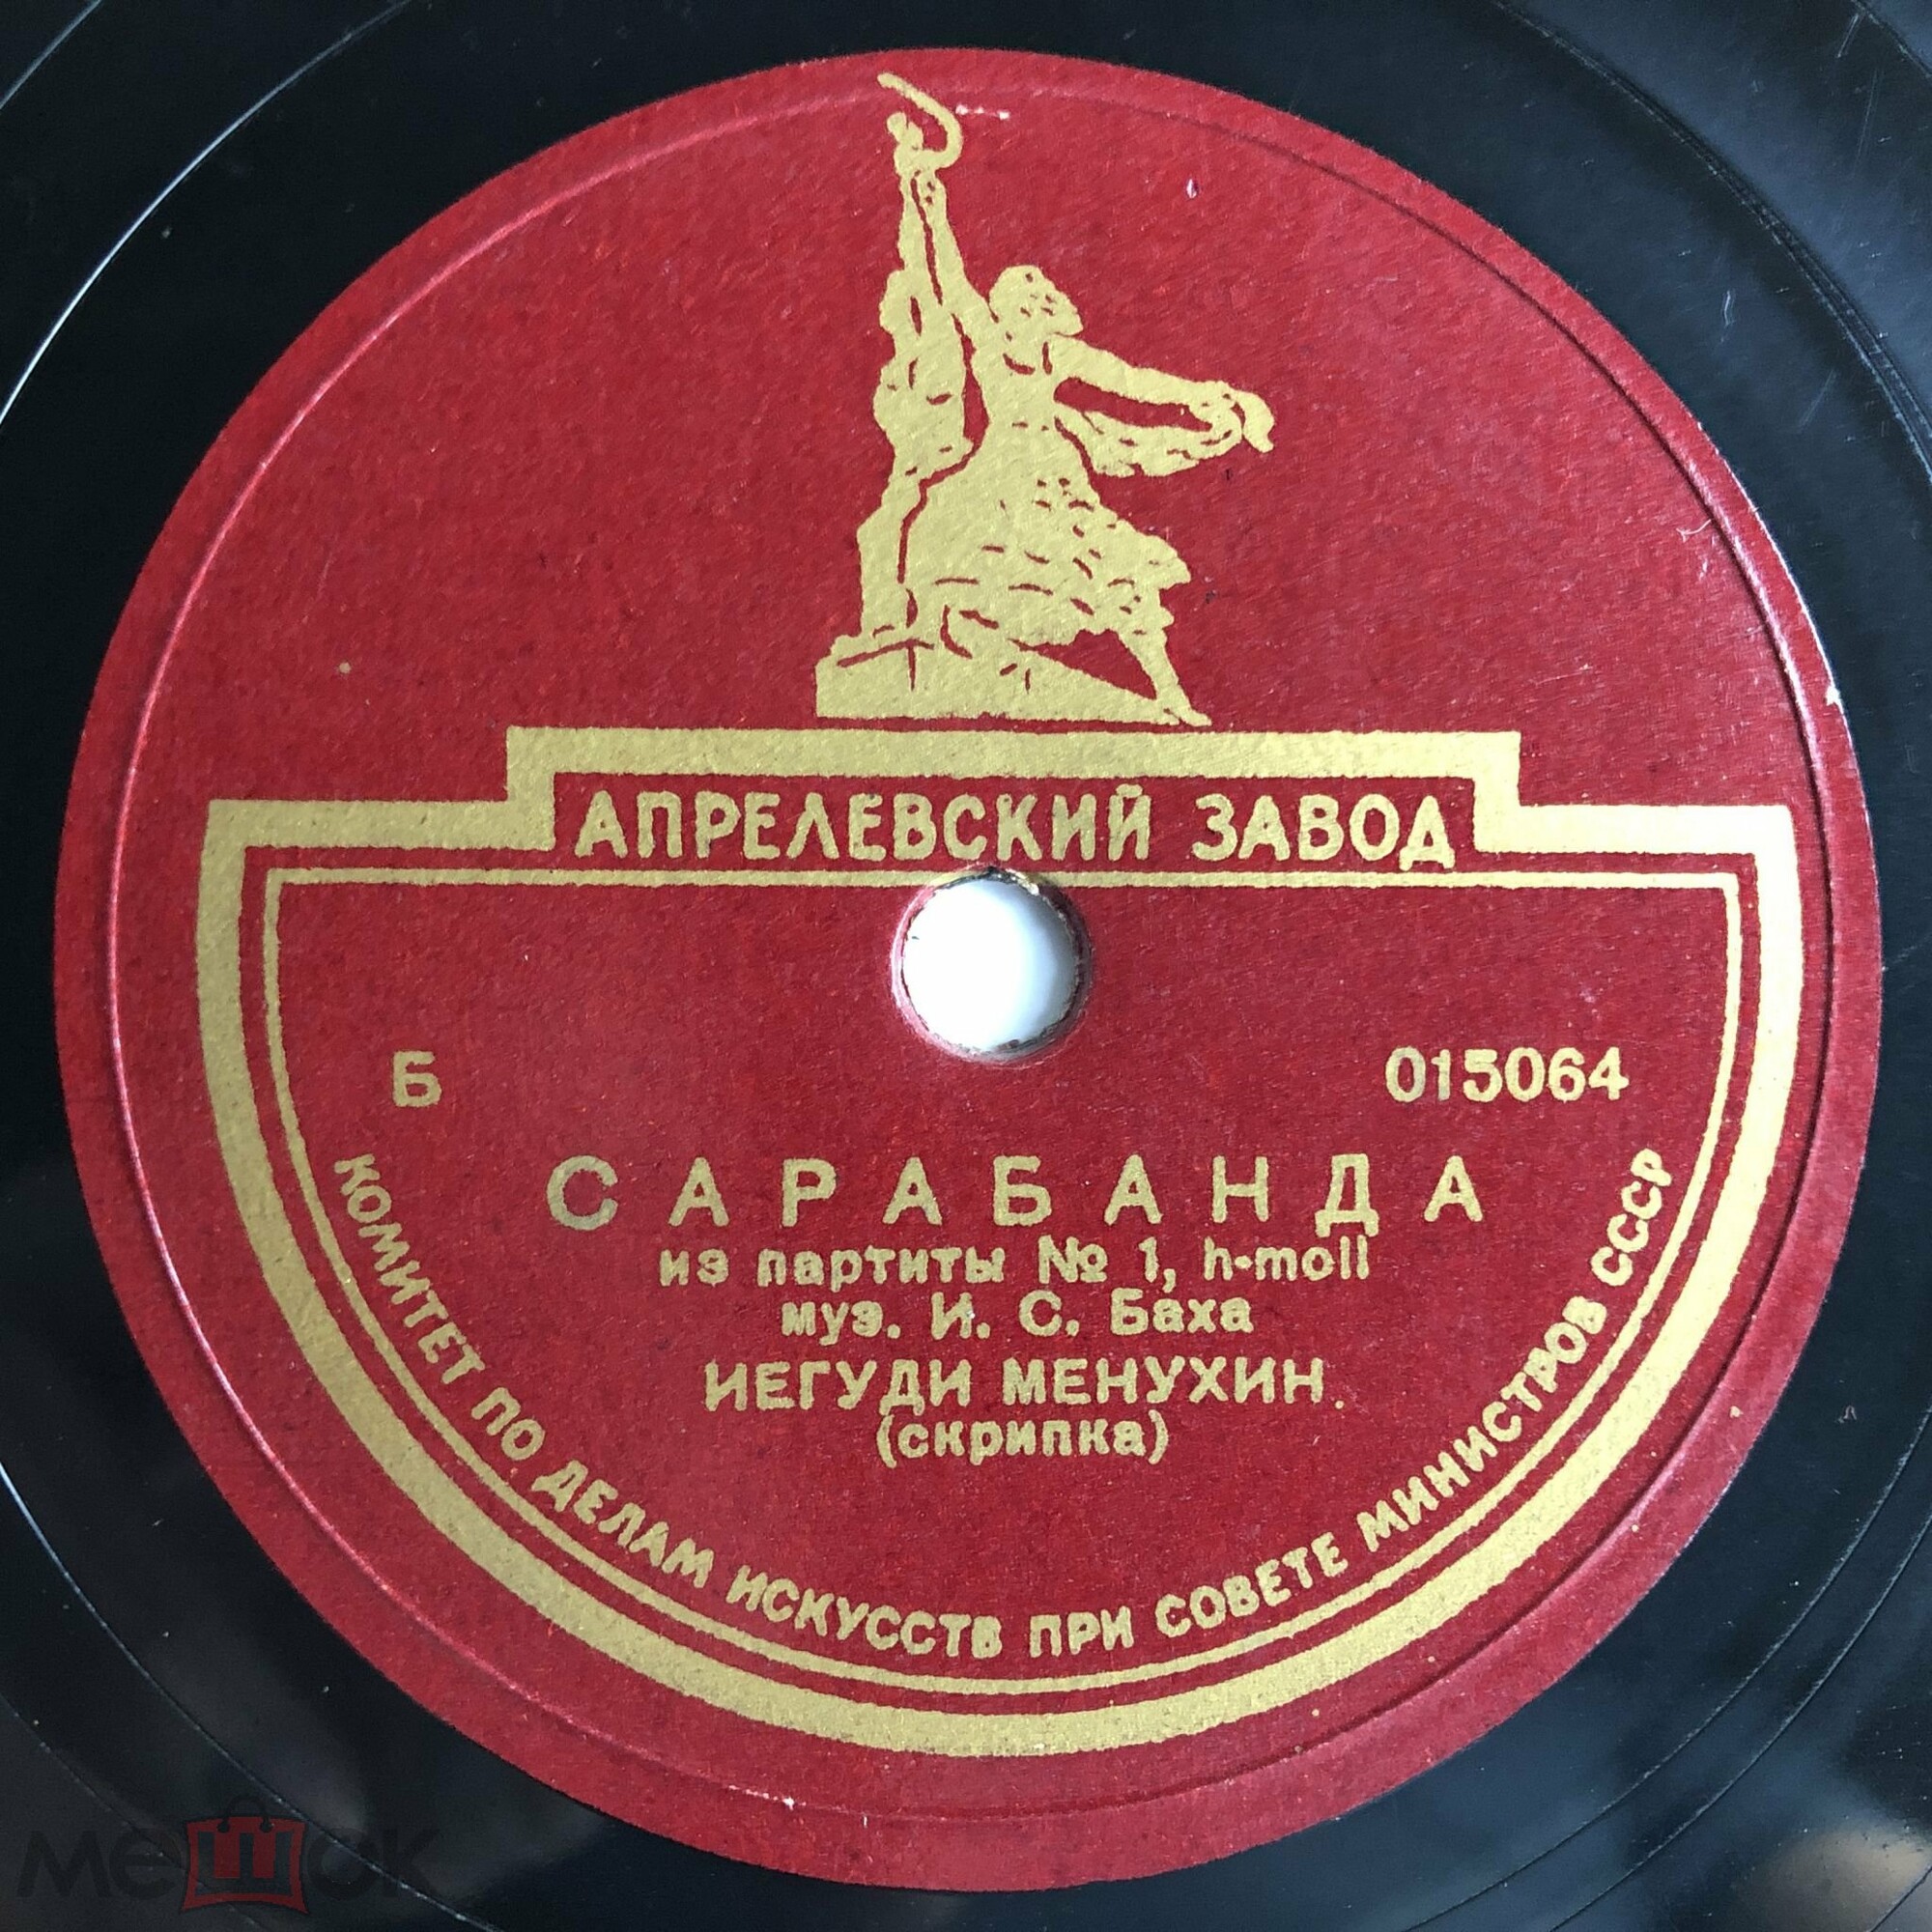 АПРЕЛЕВСКИЙ ЗАВОД
Б 015064
САРАБАНДА
из партиты № 1, h-moll
муз. И. С. Баха
ИЕГУДИ МЕНУХИН.
(скрипка)
КОМИТЕТ ПО ДЕЛАМ ИСКУССТВ ПРИ СОВЕТЕ МИНИСТРОВ СССР
мешок